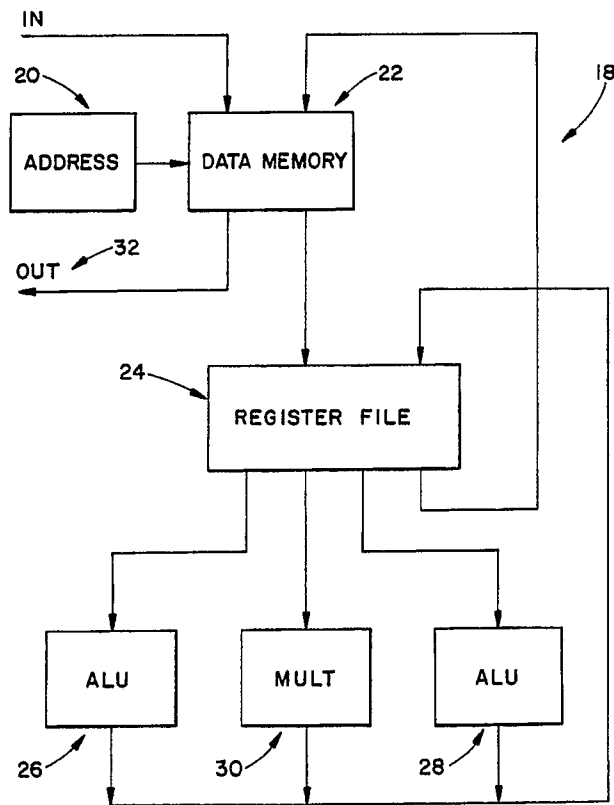 IN
20
22
18
ADDRESS
DATA MEMORY
32
OUT
24
REGISTER FILE
ALU
MULT
ALU
26
30
28